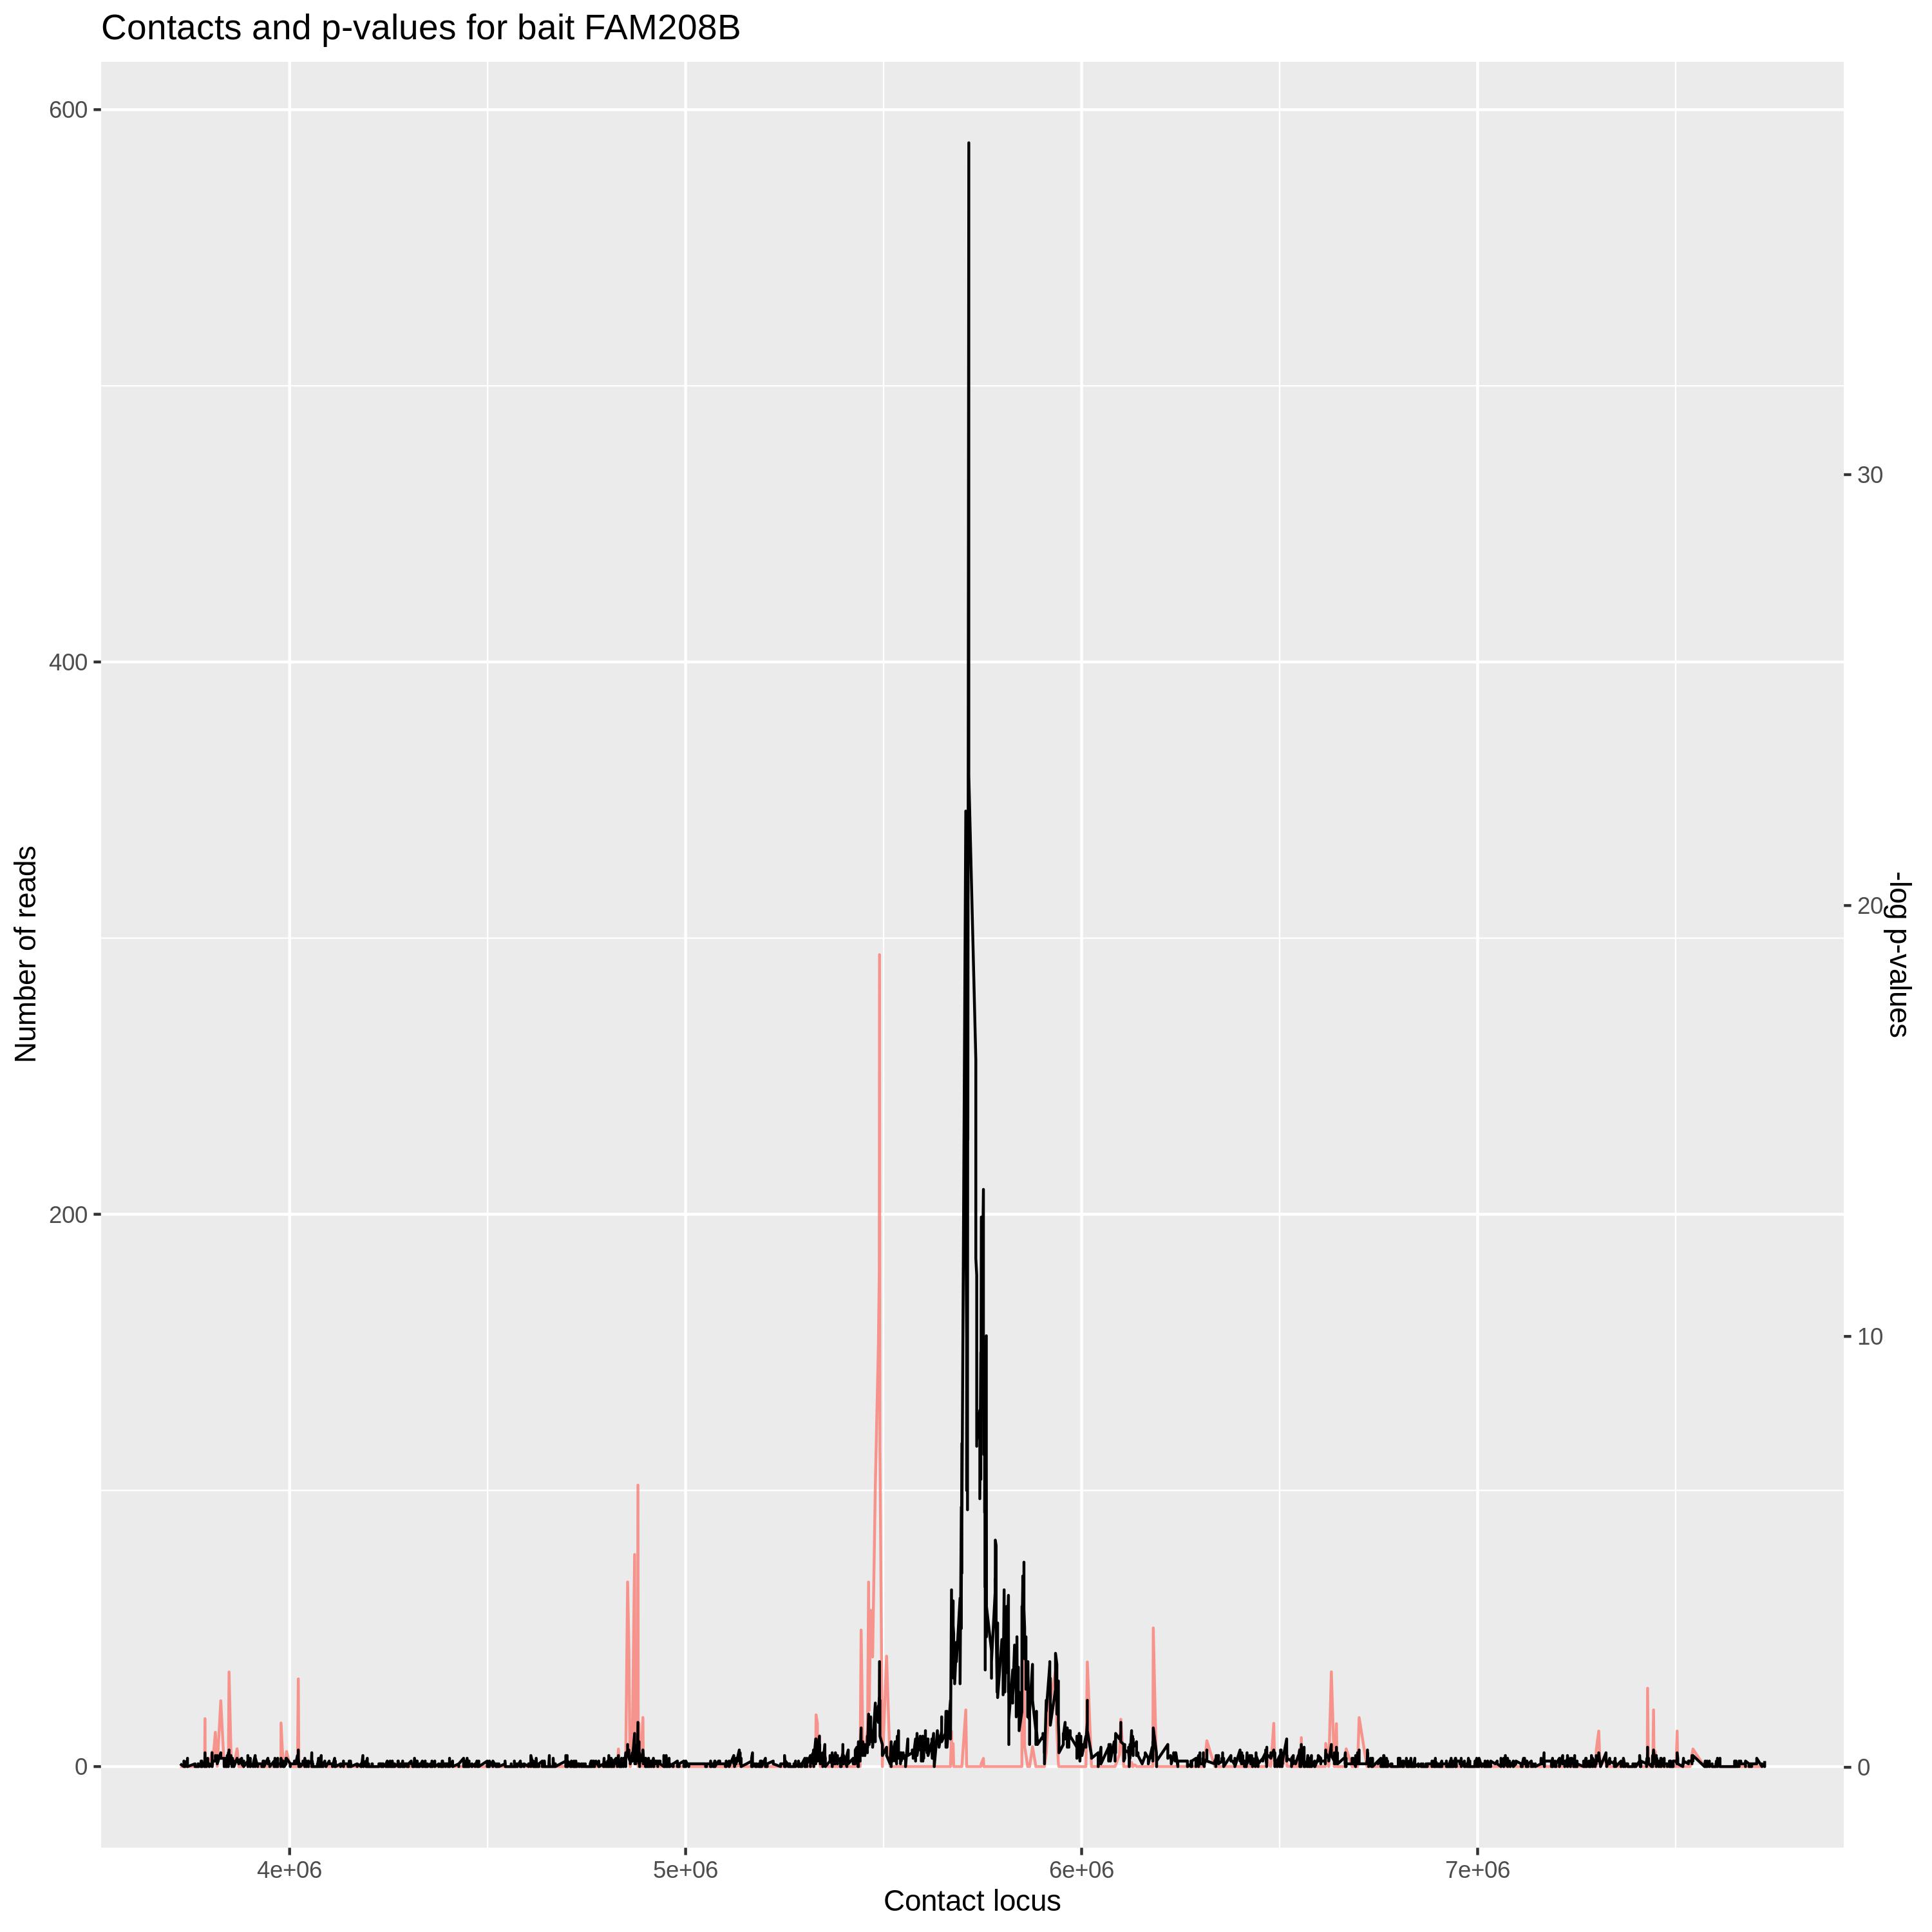 Contacts and p-values for bait FAM208B
600
400
200
0
Number of reads
30
20
10
0
-log p-values
4e+06 5e+06 6e+06 7e+06
Contact locus